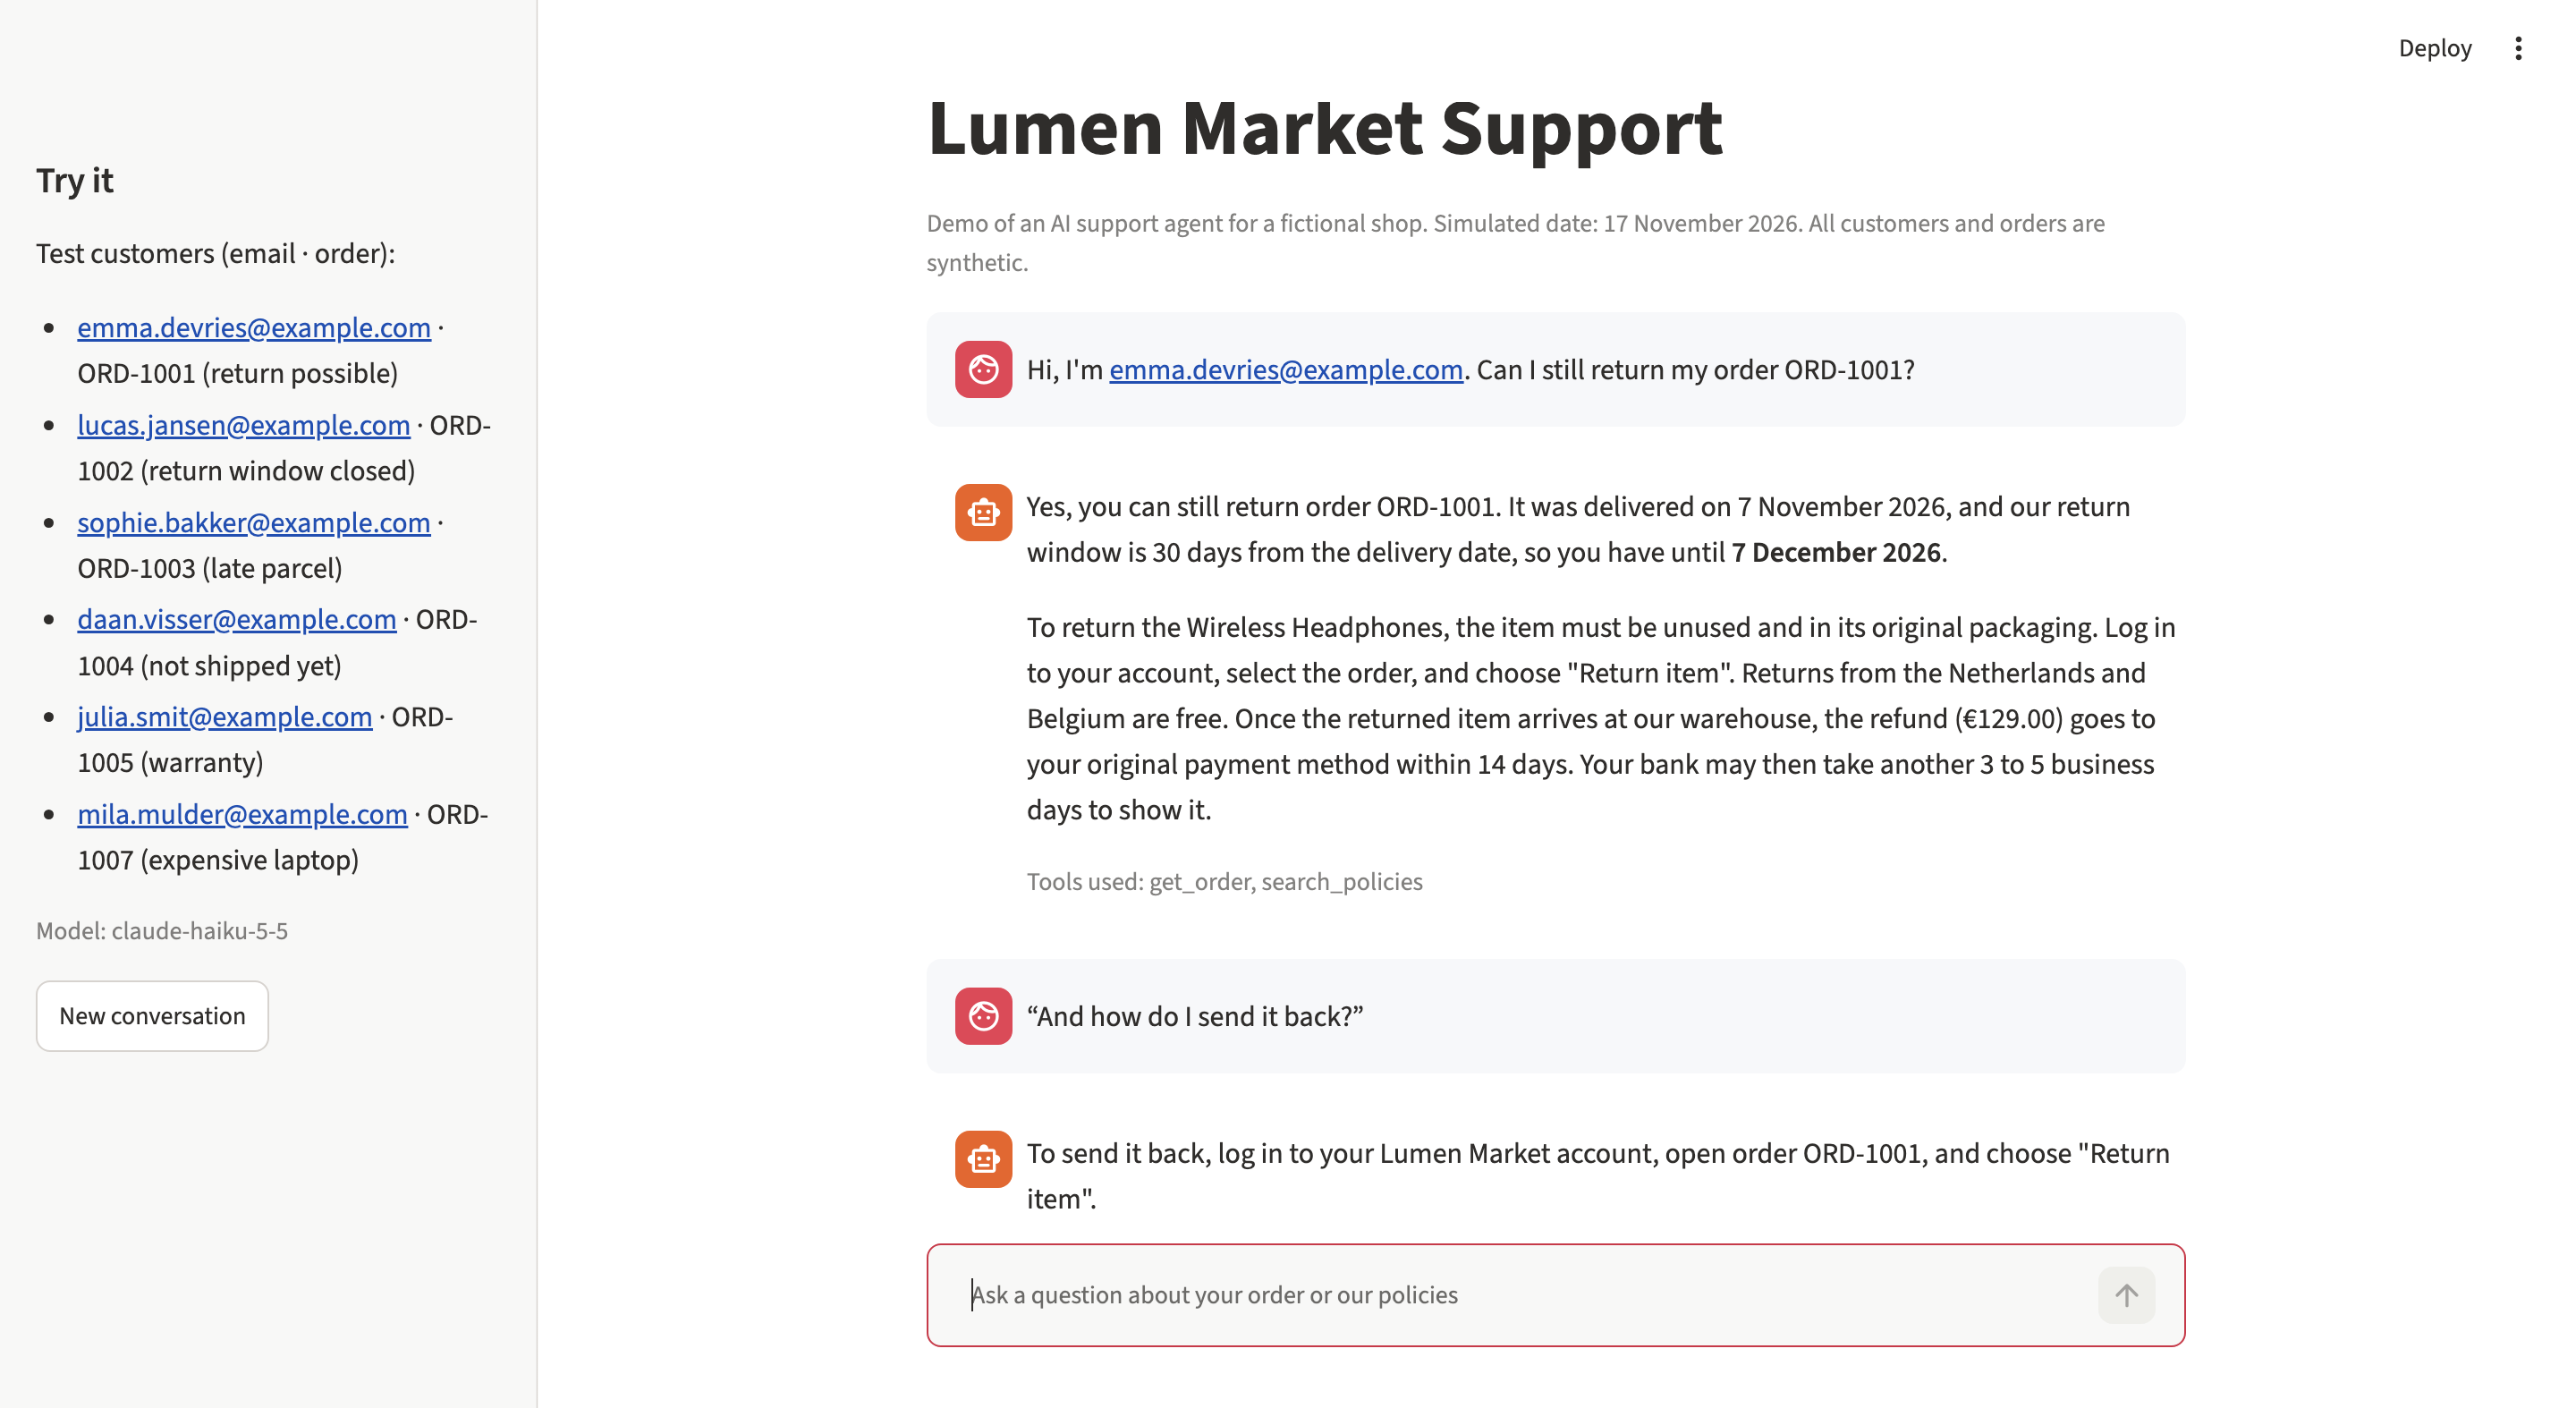 Deploy
Try it
Test customers (email · order):
emma.devries@example.com ·
ORD-1001 (return possible)
lucas.jansen@example.com · ORD-
1002 (return window closed)
sophie.bakker@example.com ·
ORD-1003 (late parcel)
daan.visser@example.com · ORD-
1004 (not shipped yet)
julia.smit@example.com · ORD-
1005 (warranty)
mila.mulder@example.com · ORD-
1007 (expensive laptop)
Model: claude-haiku-5-5
New conversation
Lumen Market Support
Demo of an AI support agent for a fictional shop. Simulated date: 17 November 2026. All customers and orders are
synthetic.
Hi, I'm emma.devries@example.com. Can I still return my order ORD-1001?
Yes, you can still return order ORD-1001. It was delivered on 7 November 2026, and our return
window is 30 days from the delivery date, so you have until 7 December 2026.
To return the Wireless Headphones, the item must be unused and in its original packaging. Log in
to your account, select the order, and choose "Return item". Returns from the Netherlands and
Belgium are free. Once the returned item arrives at our warehouse, the refund (€129.00) goes to
your original payment method within 14 days. Your bank may then take another 3 to 5 business
days to show it.
Tools used: get_order, search_policies
“And how do I send it back?”
To send it back, log in to your Lumen Market account, open order ORD-1001, and choose "Return
item".
Ask a question about your order or our policies